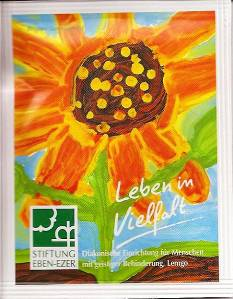 Leben in
Vielfalt
STIFTUNG
EBEN-EZER
Diakonische Einrichtung für Menschen
mit geistiger Behinderung, Lemgo